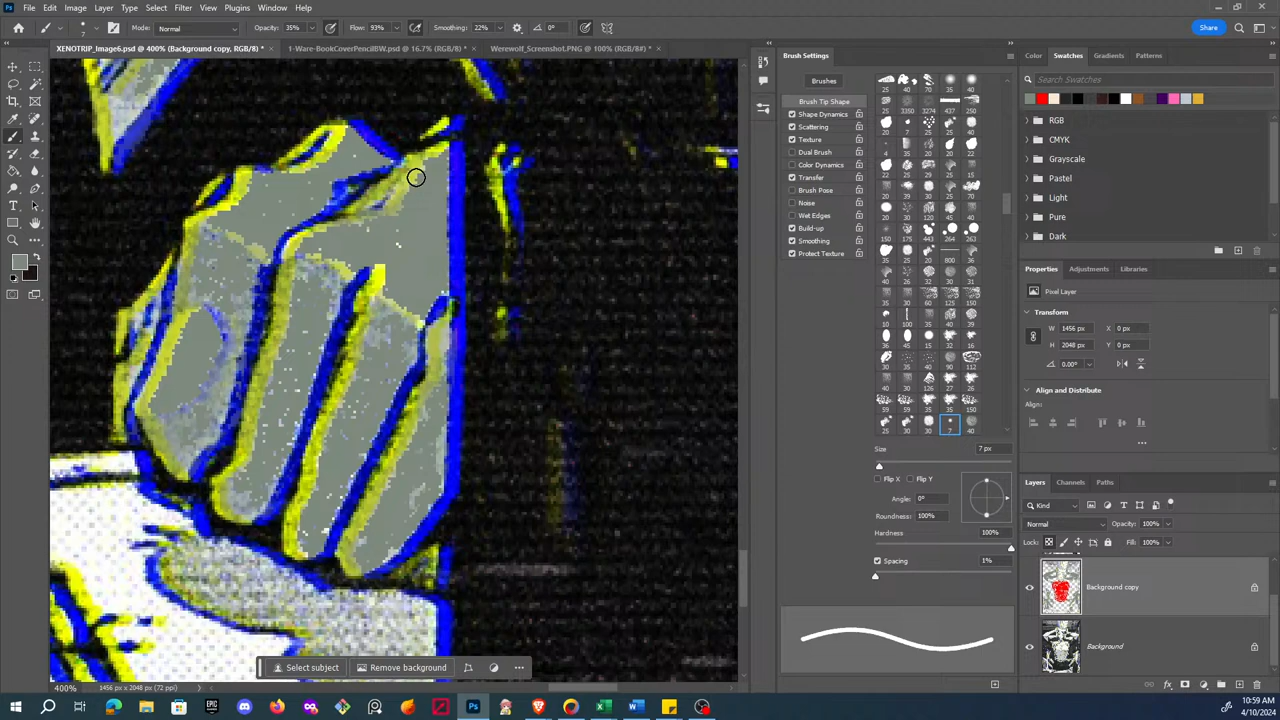 File Edit Image Layer Type Select Filter View Plugins Window Help
Mode: Normal Opacity: 35% Flow: 93% Smoothing: 22% 0° Share
7
XENOTRIP_Image6.psd @ 400% (Background copy, RGB/8) * × 1-Ware-BookCoverPencilBW.psd @ 16.7% (RGB/8) * × Werewolf_Screenshot.PNG @ 100% (RGB/8#) * ×
Brush Settings
Brushes
Brush Tip Shape
Shape Dynamics
Scattering
Texture
Dual Brush
Color Dynamics
Transfer
Brush Pose
Noise
Wet Edges
Build-up
Smoothing
Protect Texture
Size 7 px
Flip X Flip Y
Angle: 0°
Roundness: 100%
Hardness 100%
Spacing 1%
Color Swatches Gradients Patterns
Search Swatches
RGB
CMYK
Grayscale
Pastel
Light
Pure
Dark
Properties Adjustments Libraries
Pixel Layer
Transform
W 1456 px X 0 px
H 2048 px Y 0 px
0.00°
Align and Distribute
Align:
Layers Channels Paths
Kind
Normal Opacity: 100%
Lock: Fill: 100%
Background copy
Background
Select subject Remove background
400% 1456 px x 2048 px (72 ppi)
10:59 AM
4/10/2024